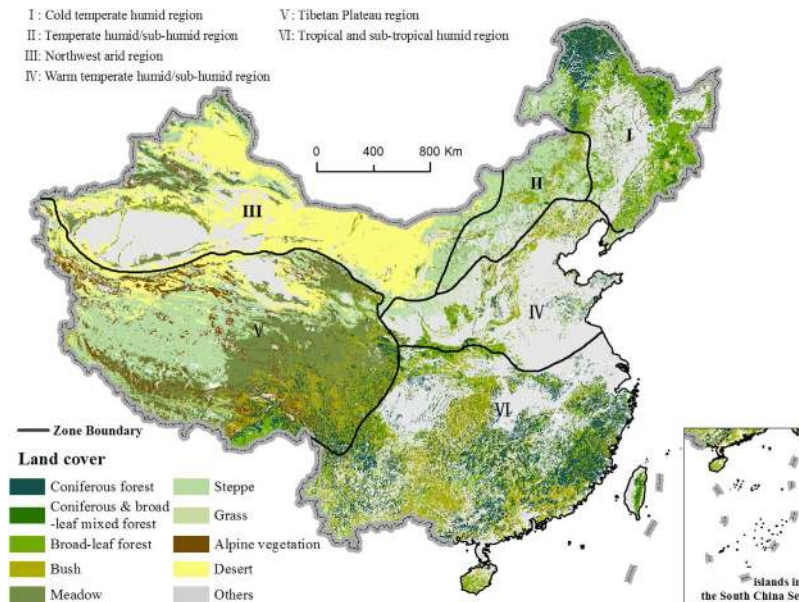 I : Cold temperate humid region
II : Temperate humid/sub-humid region
III : Northwest arid region
IV : Warm temperate humid/sub-humid region
V : Tibetan Plateau region
VI: Tropical and sub-tropical humid region
0 400 800 Km
I
II
III
IV
V
VI
Zone Boundary
Land cover
Coniferous forest
Coniferous & broad
-leaf mixed forest
Broad-leaf forest
Bush
Meadow
Steppe
Grass
Alpine vegetation
Desert
Others
islands in
the South China Se